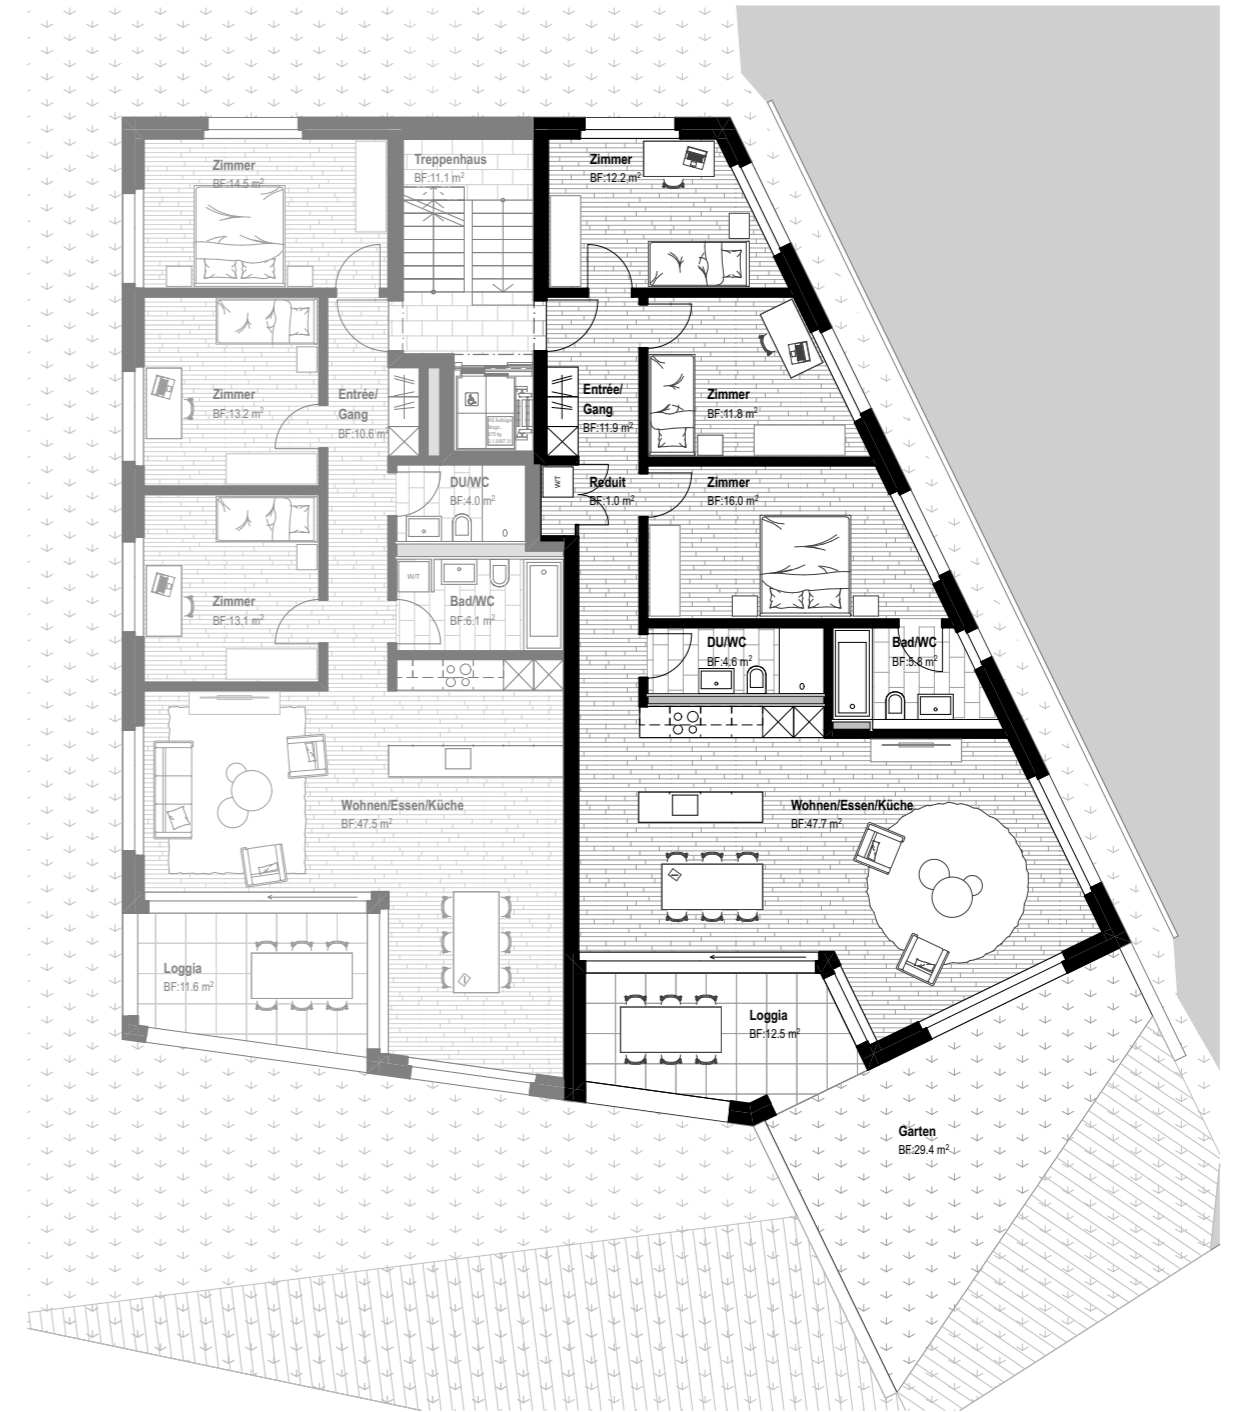 Zimmer
BF:14.5 m²
Treppenhaus
BF:11.1 m²
Zimmer
BF:12.2 m²
Zimmer
BF:13.2 m²
Entrée/
Gang
BF:10.6 m²
Entrée/
Gang
BF:11.9 m²
Zimmer
BF:11.8 m²
DU/WC
BF:4.0 m²
W/T
Reduit
BF:1.0 m²
Zimmer
BF:16.0 m²
Zimmer
BF:13.1 m²
W/T
Bad/WC
BF:6.1 m²
DU/WC
BF:4.6 m²
Bad/WC
BF:5.8 m²
Wohnen/Essen/Küche
BF:47.5 m²
Wohnen/Essen/Küche
BF:47.7 m²
Loggia
BF:11.6 m²
Loggia
BF:12.5 m²
Garten
BF:29.4 m²